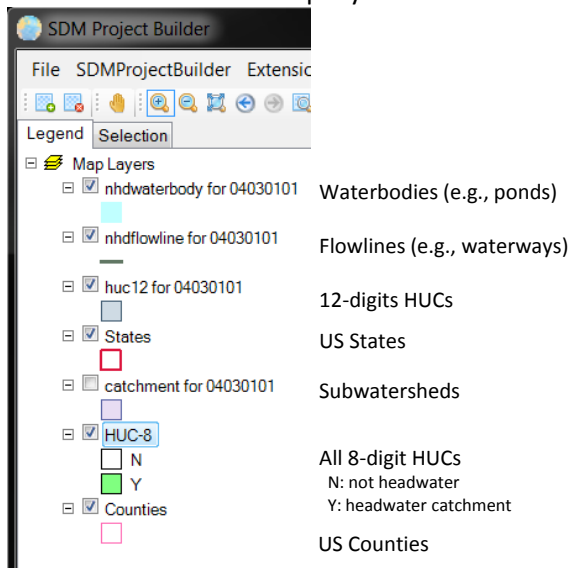 SDM Project Builder
File SDMProjectBuilder
Legend Selection
Map Layers
nhdwaterbody for 04030101 Waterbodies (e.g., ponds)
nhdflowline for 04030101 Flowlines (e.g., waterways)
huc12 for 04030101 12-digits HUCs
States US States
catchment for 04030101 Subwatersheds
HUC-8
N All 8-digit HUCs
N: not headwater
Y Y: headwater catchment
Counties
US Counties